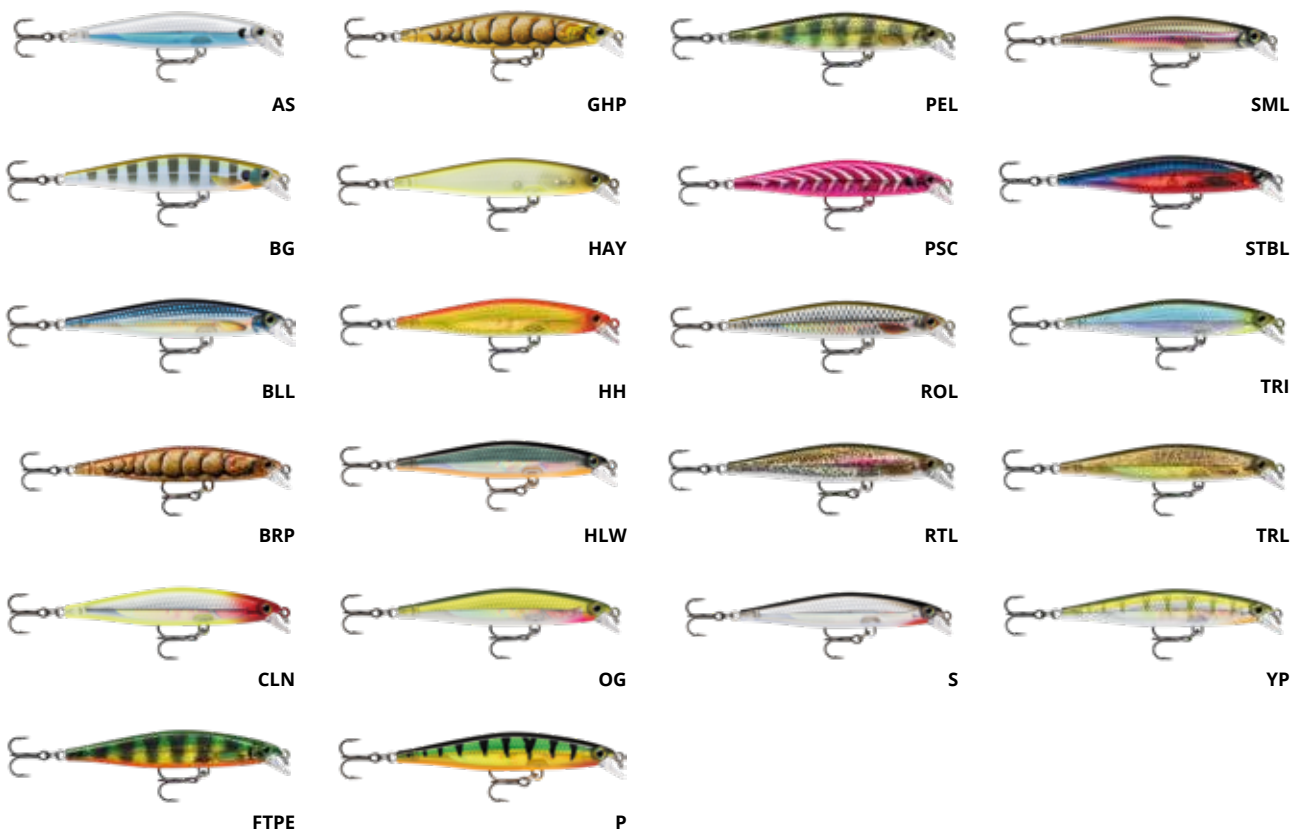 AS
GHP
PEL
SML
BG
HAY
PSC
STBL
BLL
HH
ROL
TRI
BRP
HLW
RTL
TRL
CLN
OG
S
YP
FTPE
P